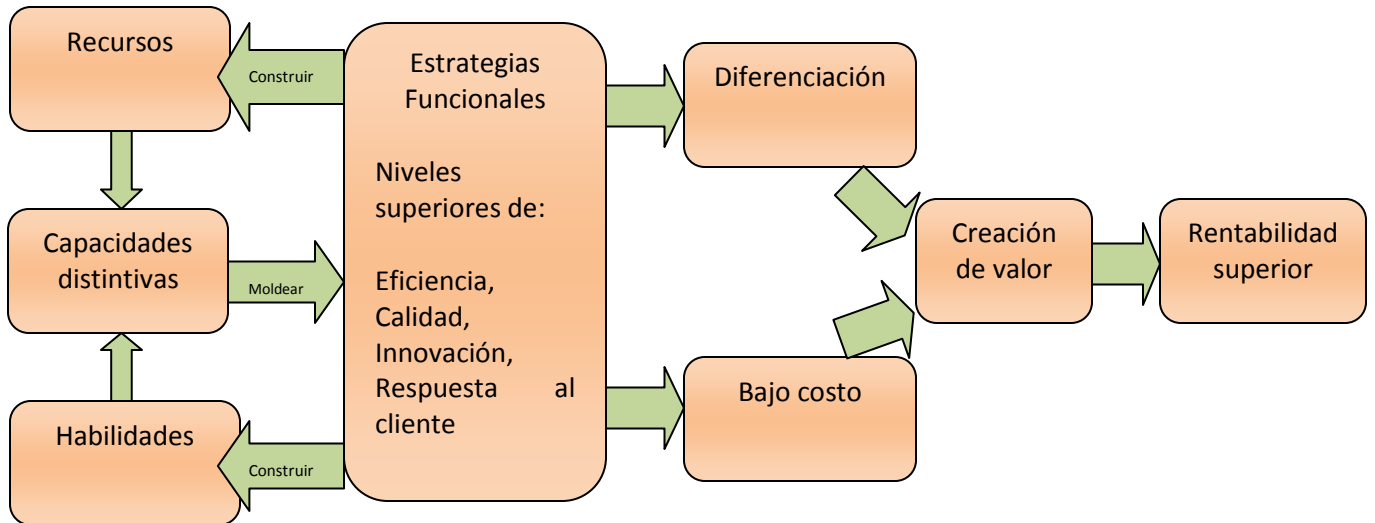 Recursos
Construir
Estrategias
Funcionales
Niveles
superiores de:
Eficiencia,
Calidad,
Innovación,
Respuesta al
cliente
Diferenciación
Capacidades
distintivas
Moldear
Creación
de valor
Rentabilidad
superior
Habilidades
Construir
Bajo costo